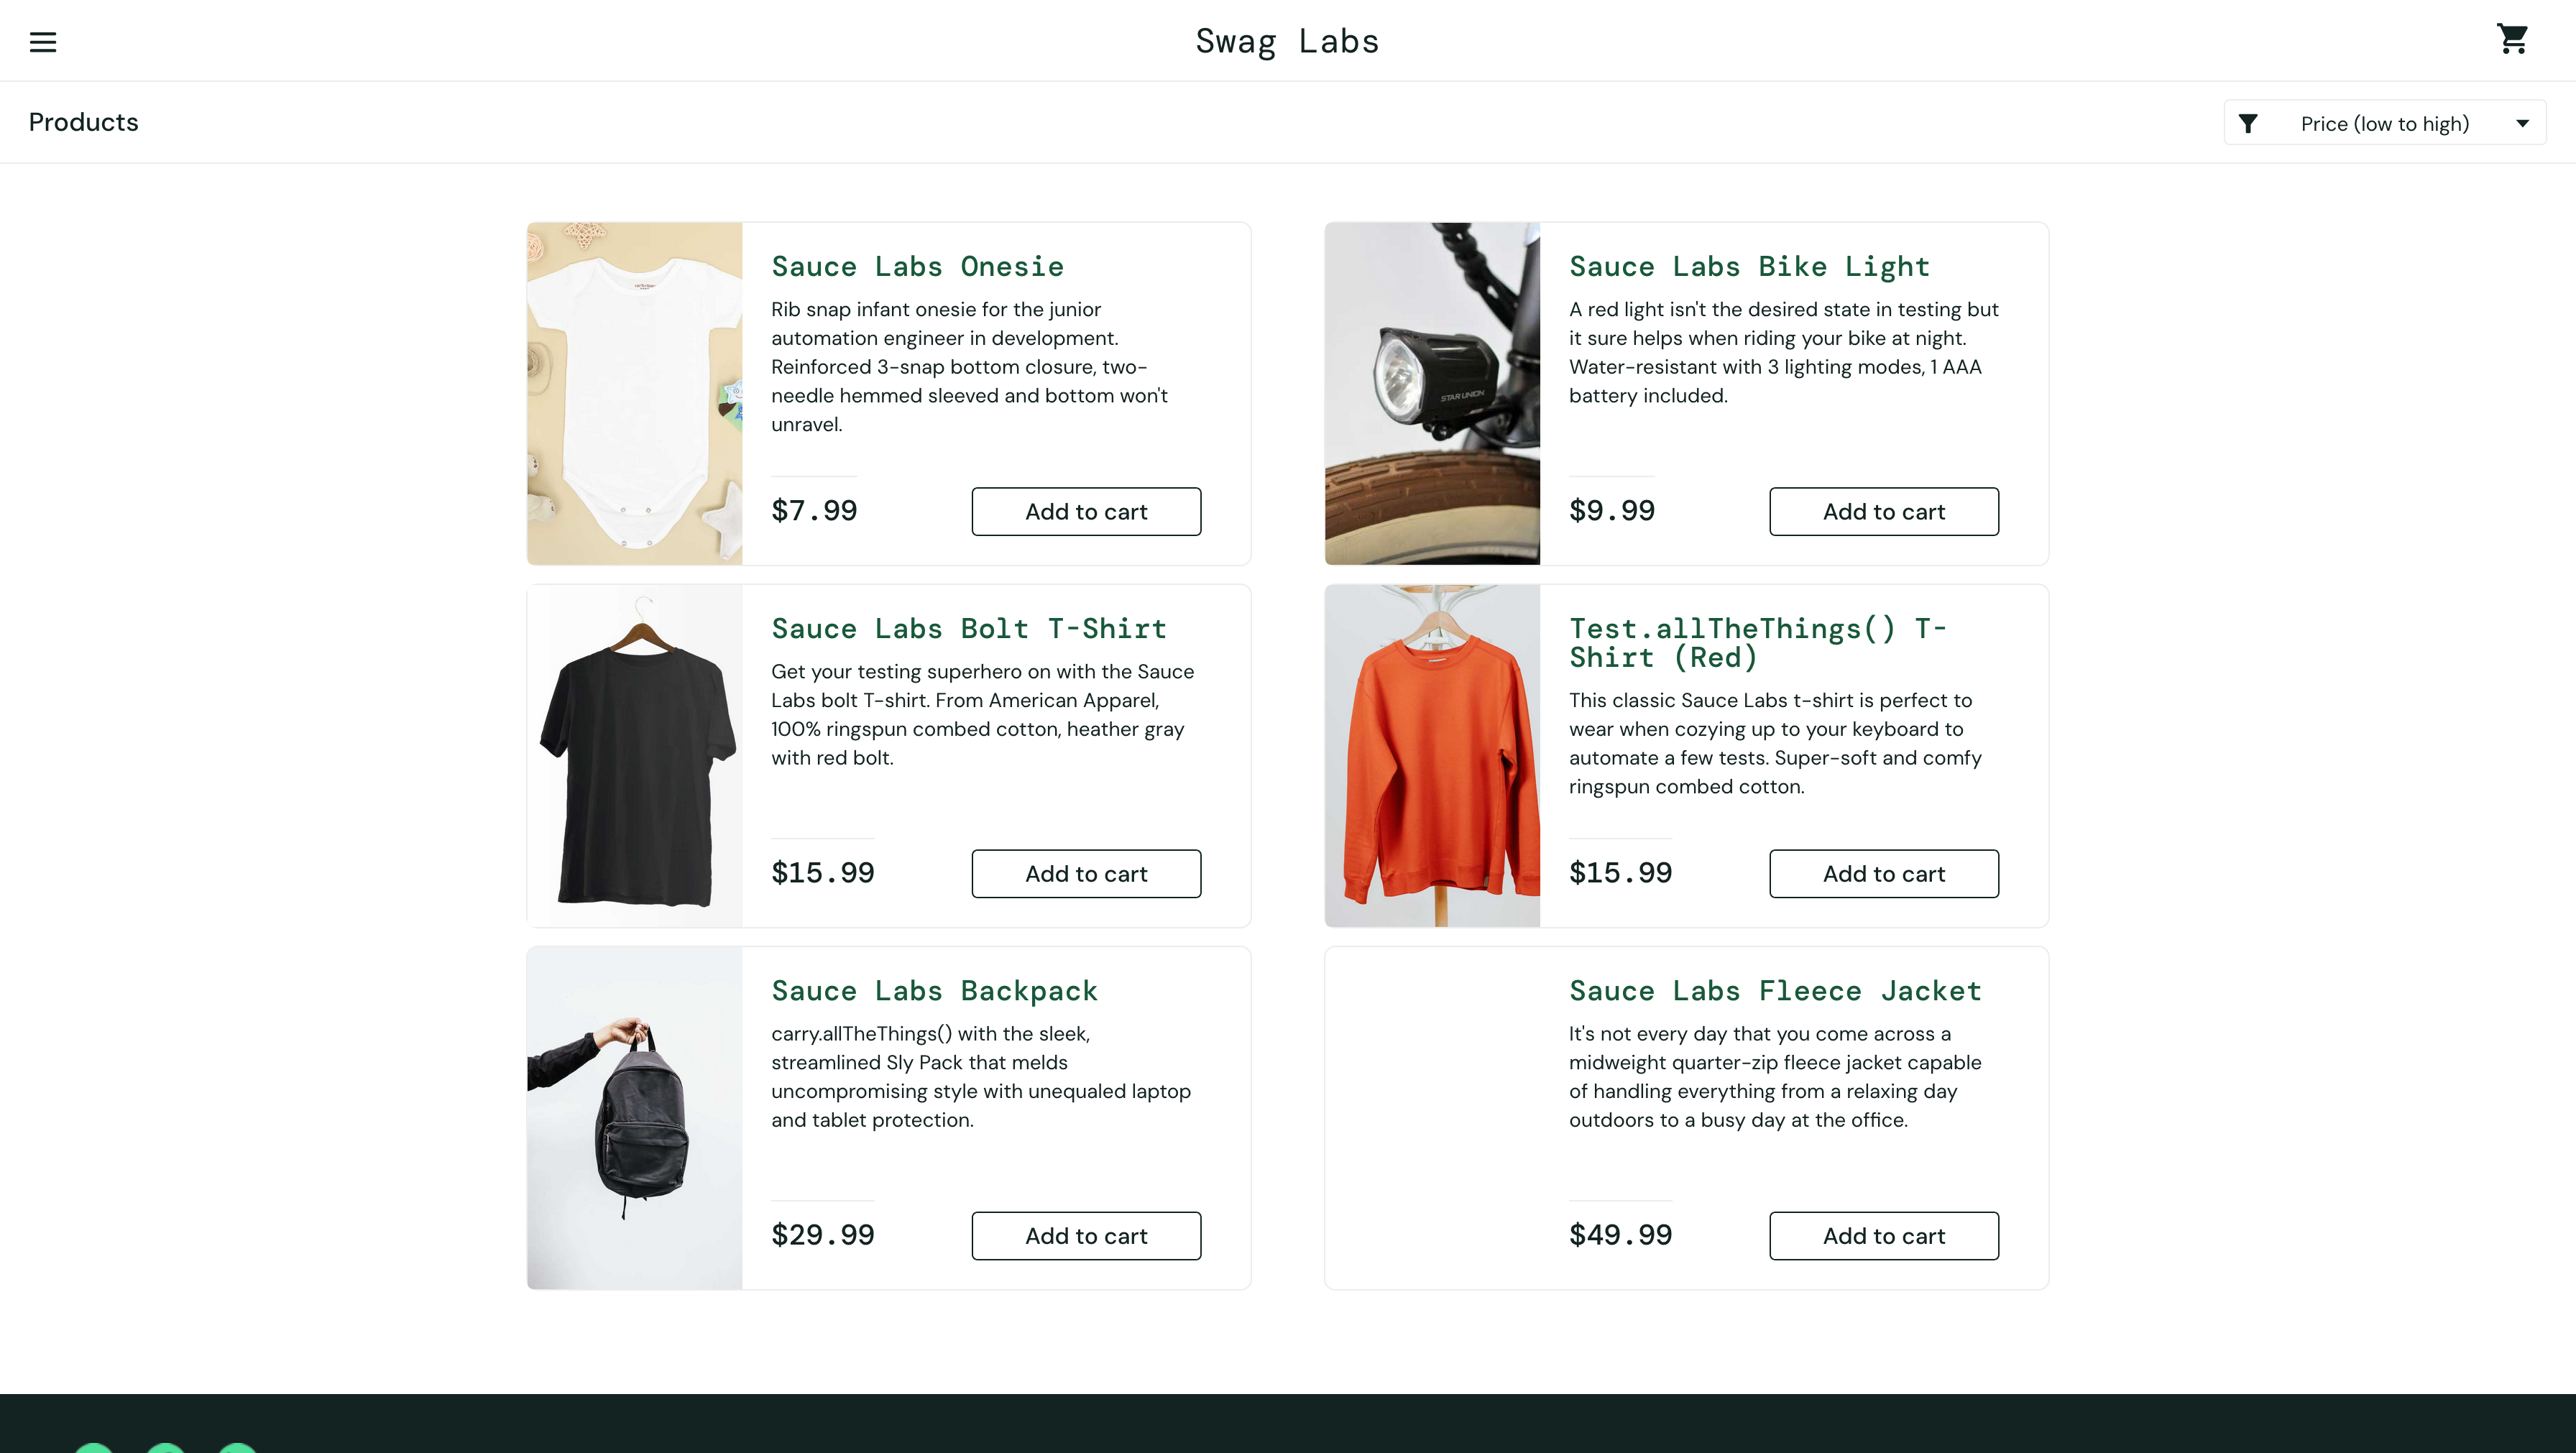 Swag Labs
Products
Price (low to high)
Sauce Labs Onesie
Rib snap infant onesie for the junior
automation engineer in development.
Reinforced 3-snap bottom closure, two-
needle hemmed sleeved and bottom won't
unravel.
$7.99
Add to cart
Sauce Labs Bike Light
A red light isn't the desired state in testing but
it sure helps when riding your bike at night.
Water-resistant with 3 lighting modes, 1 AAA
battery included.
STAR UNION
$9.99
Add to cart
Sauce Labs Bolt T-Shirt
Get your testing superhero on with the Sauce
Labs bolt T-shirt. From American Apparel,
100% ringspun combed cotton, heather gray
with red bolt.
$15.99
Add to cart
Test.allTheThings() T-
Shirt (Red)
This classic Sauce Labs t-shirt is perfect to
wear when cozying up to your keyboard to
automate a few tests. Super-soft and comfy
ringspun combed cotton.
$15.99
Add to cart
Sauce Labs Backpack
carry.allTheThings() with the sleek,
streamlined Sly Pack that melds
uncompromising style with unequaled laptop
and tablet protection.
$29.99
Add to cart
Sauce Labs Fleece Jacket
It's not every day that you come across a
midweight quarter-zip fleece jacket capable
of handling everything from a relaxing day
outdoors to a busy day at the office.
$49.99
Add to cart